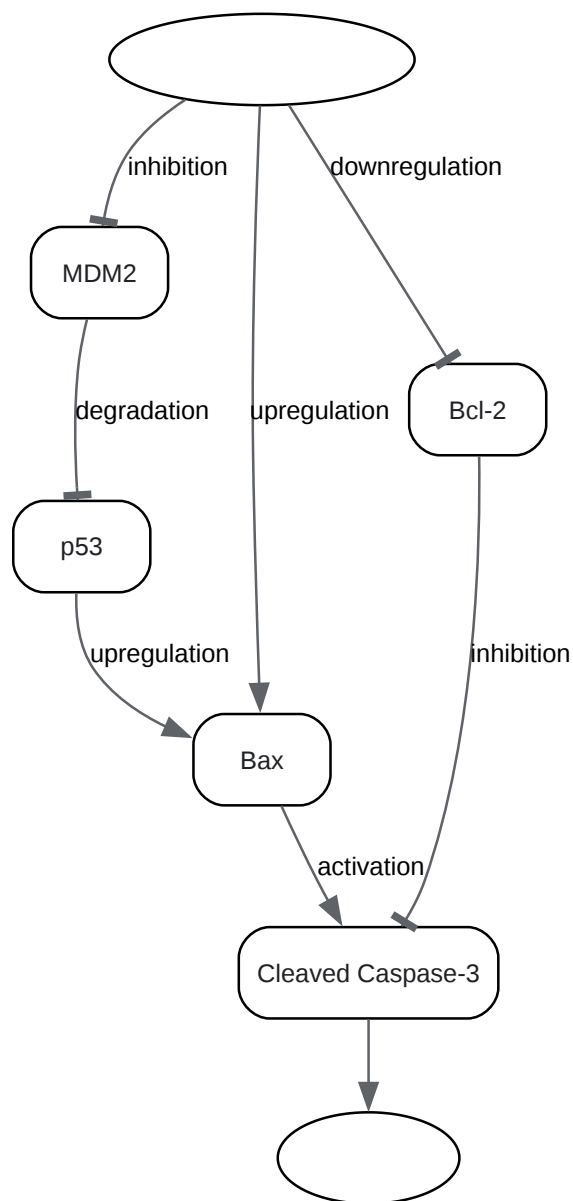 inhibition
downregulation
MDM2
degradation
upregulation
Bcl-2
p53
upregulation
inhibition
Bax
activation
Cleaved Caspase-3